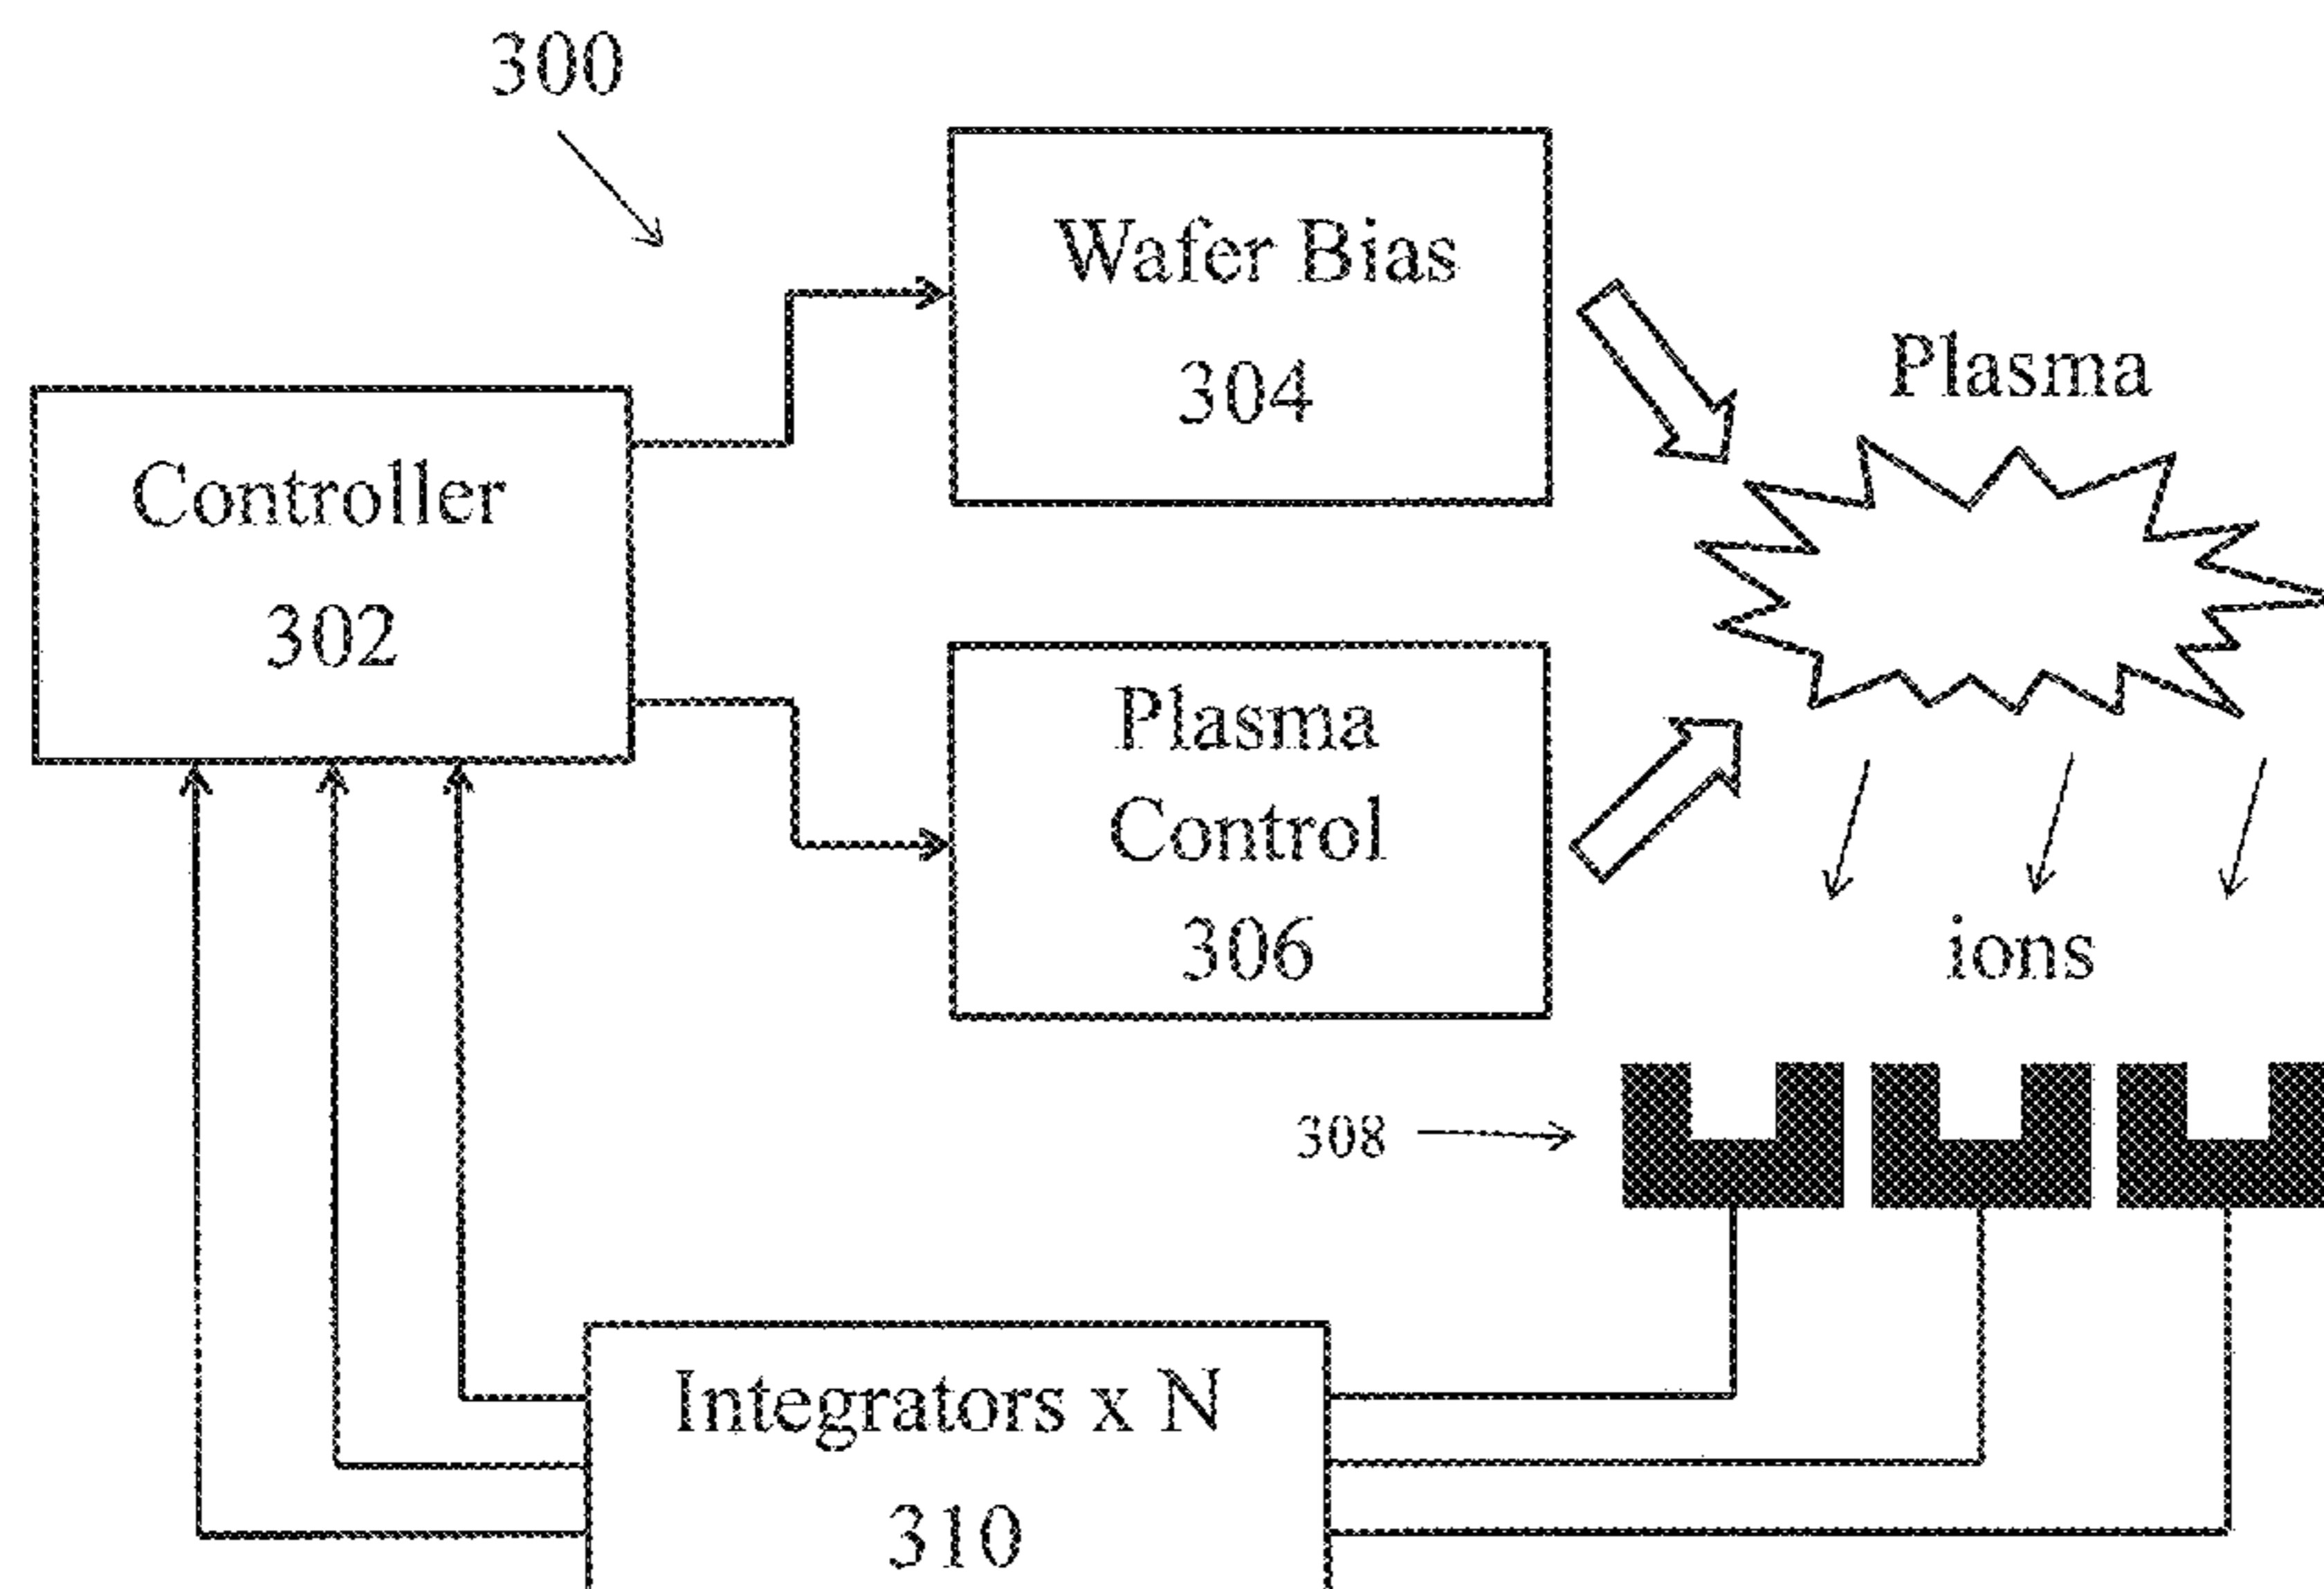 300
Wafer Bias
304
Plasma
Controller
302
Plasma
Control
306
ions
308
Integrators x N
310